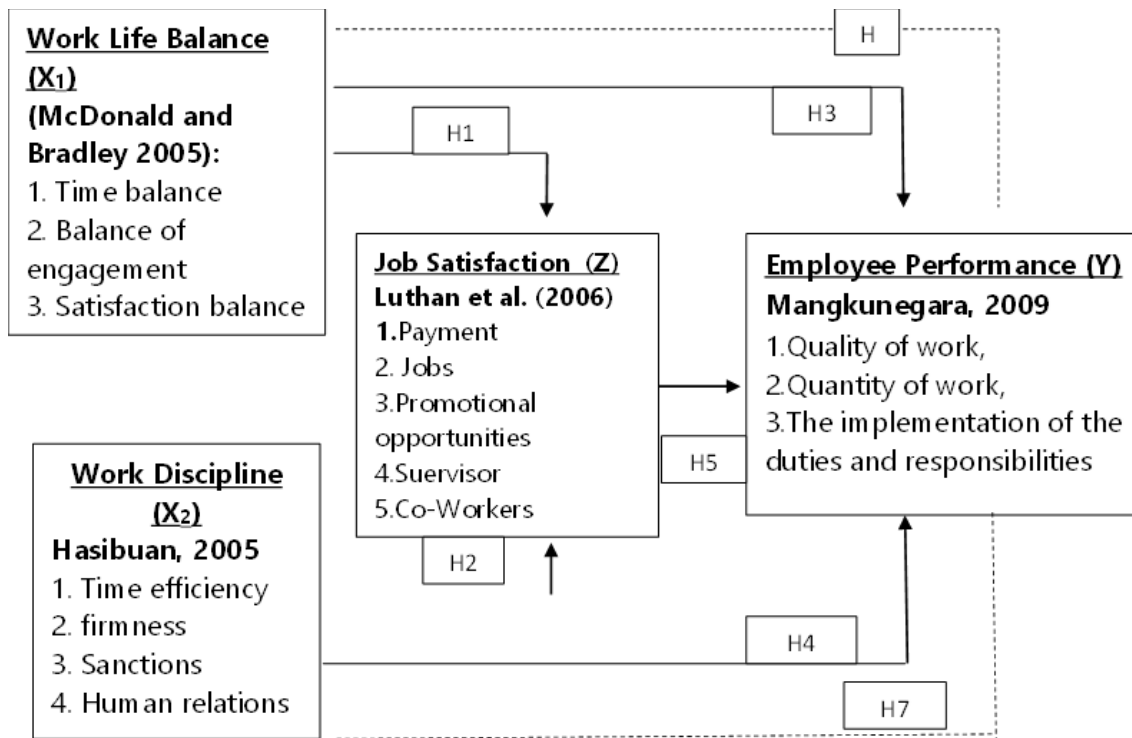 Work Life Balance
(X₁)
(McDonald and
Bradley 2005):
1. Time balance
2. Balance of
engagement
3. Satisfaction balance
H
H3
H1
Job Satisfaction (Z)
Luthan et al. (2006)
1.Payment
2. Jobs
3.Promotional
opportunities
4.Suervisor
5.Co-Workers
Employee Performance (Y)
Mangkunegara, 2009
1.Quality of work,
2.Quantity of work,
3.The implementation of the
duties and responsibilities
H5
H2
Work Discipline
(X₂)
Hasibuan, 2005
1. Time efficiency
2. firmness
3. Sanctions
4. Human relations
H4
H7